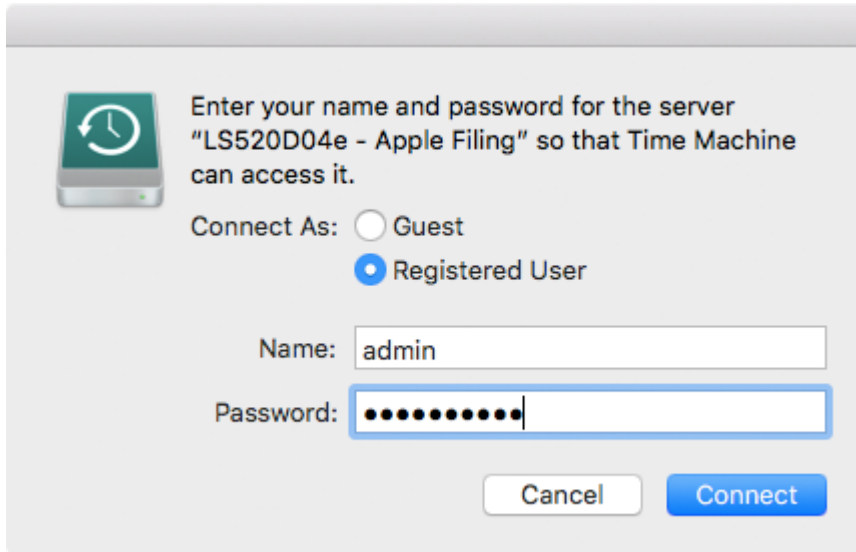 Enter your name and password for the server
“LS520D04e - Apple Filing” so that Time Machine
can access it.
Connect As: Guest
Registered User
Name: admin
Password: ●●●●●●●●●●
Cancel Connect